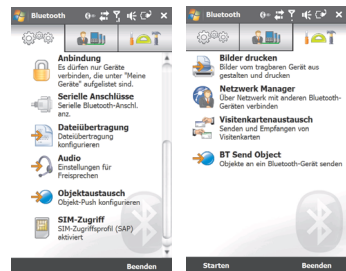 Bluetooth
Anbindung
Es dürfen nur Geräte
verbinden, die unter "Meine
Geräte" aufgelistet sind.
Serielle Anschlüsse
Serielle Bluetooth-Anschl.
anz.
Dateiübertragung
Dateiübertragung
konfigurieren
Audio
Einstellungen für
Freisprechen
Objektaustausch
Objekt-Push konfigurieren
SIM-Zugriff
SIM-Zugriffsprofil (SAP)
aktiviert
Beenden
Bluetooth
Bilder drucken
Bilder vom trapbaren Gerät aus
gestalten und drucken
Netzwerk Manager
Über Netzwerk mit anderen Bluetooth-
Geräten verbinden
Visitenkartenaustausch
Senden und Empfangen von
Visitenkarten
BT Send Object
Objekte an ein Bluetooth-Gerät senden
Starten
Beenden